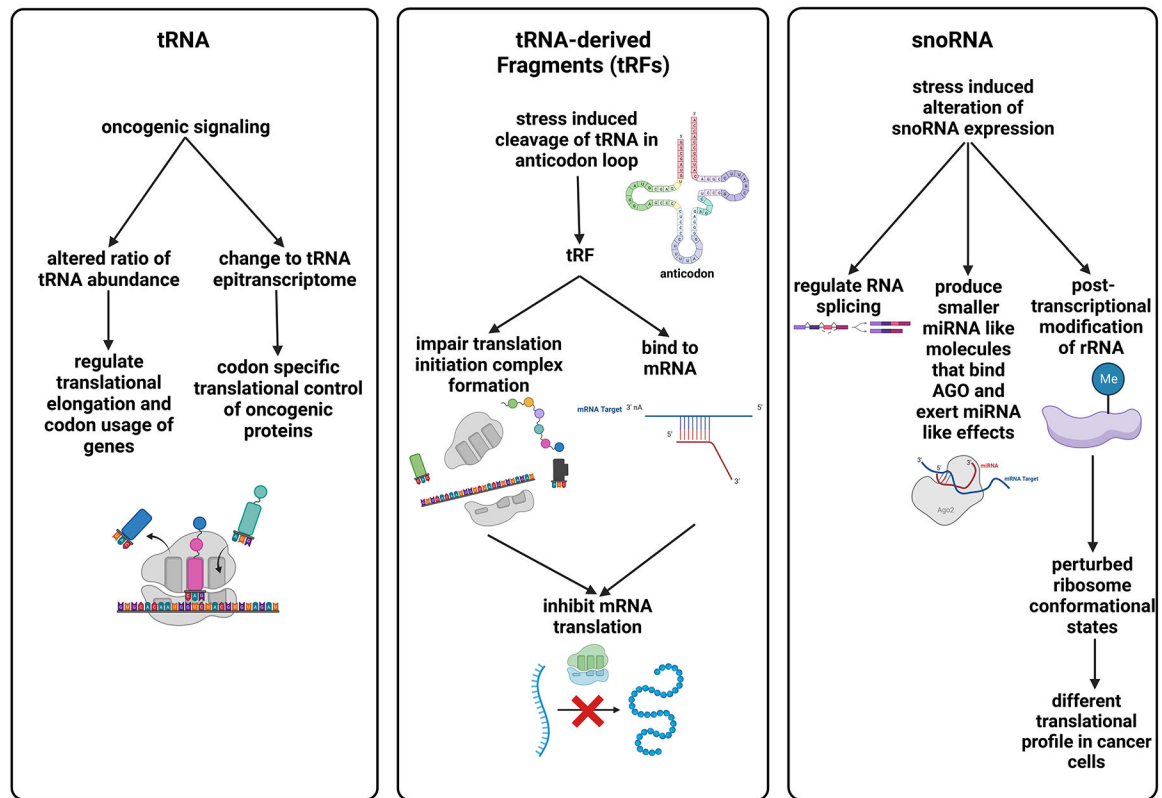 tRNA
oncogenic signaling
altered ratio of
tRNA abundance
change to tRNA
epitranscriptome
regulate
translational
elongation and
codon usage of
genes
codon specific
translational control
of oncogenic
proteins
tRNA-derived
Fragments (tRFs)
stress induced
cleavage of tRNA in
anticodon loop
anticodon
tRF
impair translation
initiation complex
formation
bind to
mRNA
mRNA Target 3' nA 5'
5'
3'
inhibit mRNA
translation
snoRNA
stress induced
alteration of
snoRNA expression
regulate RNA
splicing
produce
smaller
miRNA like
molecules
that bind
AGO and
exert miRNA
like effects
3'
5'
3'
miRNA
mRNA Target
Ago2
post-
transcriptional
modification
of rRNA
Me
perturbed
ribosome
conformational
states
different
translational
profile in cancer
cells